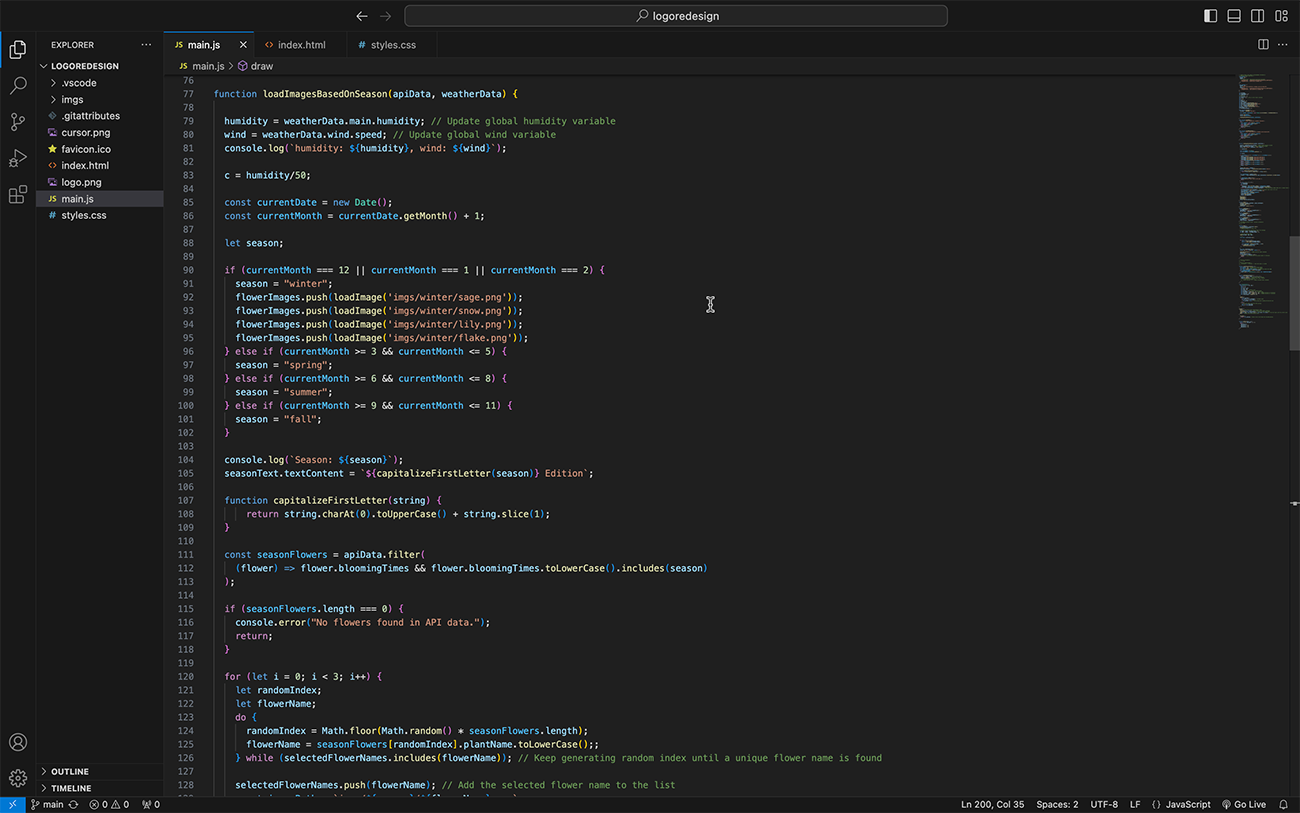 logoredesign
EXPLORER
LOGOREDESIGN
.vscode
imgs
.gitattributes
cursor.png
favicon.ico
index.html
logo.png
JS main.js
# styles.css
OUTLINE
TIMELINE
JS main.js
index.html
# styles.css
JS main.js > draw
76
77 function loadImagesBasedOnSeason(apiData, weatherData) {
78
79 humidity = weatherData.main.humidity; // Update global humidity variable
80 wind = weatherData.wind.speed; // Update global wind variable
81 console.log(`humidity: ${humidity}, wind: ${wind}`);
82
83 c = humidity/50;
84
85 const currentDate = new Date();
86 const currentMonth = currentDate.getMonth() + 1;
87
88 let season;
89
90 if (currentMonth === 12 || currentMonth === 1 || currentMonth === 2) {
91 season = "winter";
92 flowerImages.push(loadImage('imgs/winter/sage.png'));
93 flowerImages.push(loadImage('imgs/winter/snow.png'));
94 flowerImages.push(loadImage('imgs/winter/lily.png'));
95 flowerImages.push(loadImage('imgs/winter/flake.png'));
96 } else if (currentMonth >= 3 && currentMonth <= 5) {
97 season = "spring";
98 } else if (currentMonth >= 6 && currentMonth <= 8) {
99 season = "summer";
100 } else if (currentMonth >= 9 && currentMonth <= 11) {
101 season = "fall";
102 }
103
104 console.log(`Season: ${season}`);
105 seasonText.textContent = `${capitalizeFirstLetter(season)} Edition`;
106
107 function capitalizeFirstLetter(string) {
108 return string.charAt(0).toUpperCase() + string.slice(1);
109 }
110
111 const seasonFlowers = apiData.filter(
112 (flower) => flower.bloomingTimes && flower.bloomingTimes.toLowerCase().includes(season)
113 );
114
115 if (seasonFlowers.length === 0) {
116 console.error("No flowers found in API data.");
117 return;
118 }
119
120 for (let i = 0; i < 3; i++) {
121 let randomIndex;
122 let flowerName;
123 do {
124 randomIndex = Math.floor(Math.random() * seasonFlowers.length);
125 flowerName = seasonFlowers[randomIndex].plantName.toLowerCase();;
126 } while (selectedFlowerNames.includes(flowerName)); // Keep generating random index until a unique flower name is found
127
128 selectedFlowerNames.push(flowerName); // Add the selected flower name to the list
main 0 0 0
Ln 200, Col 35 Spaces: 2 UTF-8 LF {} JavaScript Go Live